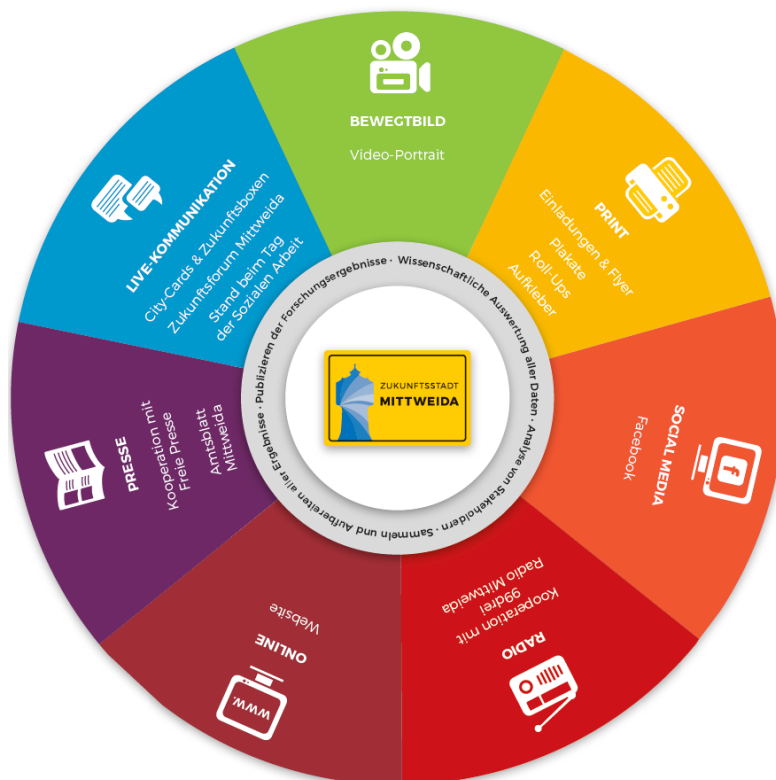 BEWEGTBILD
Video-Portrait
PRINT
Einladungen & Flyer
Plakate
Roll-Ups
Aufkleber
SOCIAL MEDIA
Facebook
f
RADIO
Kooperation mit
99drei
Radio Mittweida
ONLINE
Website
www.
PRESSE
Kooperation mit
Freie Presse
Amtsblatt
Mittweida
LIVE-KOMMUNIKATION
City-Cards & Zukunftsboxen
Zukunftsforum Mittweida
Stand beim Tag
der Sozialen Arbeit
Wissenschaftliche Auswertung aller Daten · Analyse von Stakeholdern · Sammeln und Aufbereiten aller Ergebnisse · Publizieren der Forschungsergebnisse ·
ZUKUNFTSSTADT
MITTWEIDA